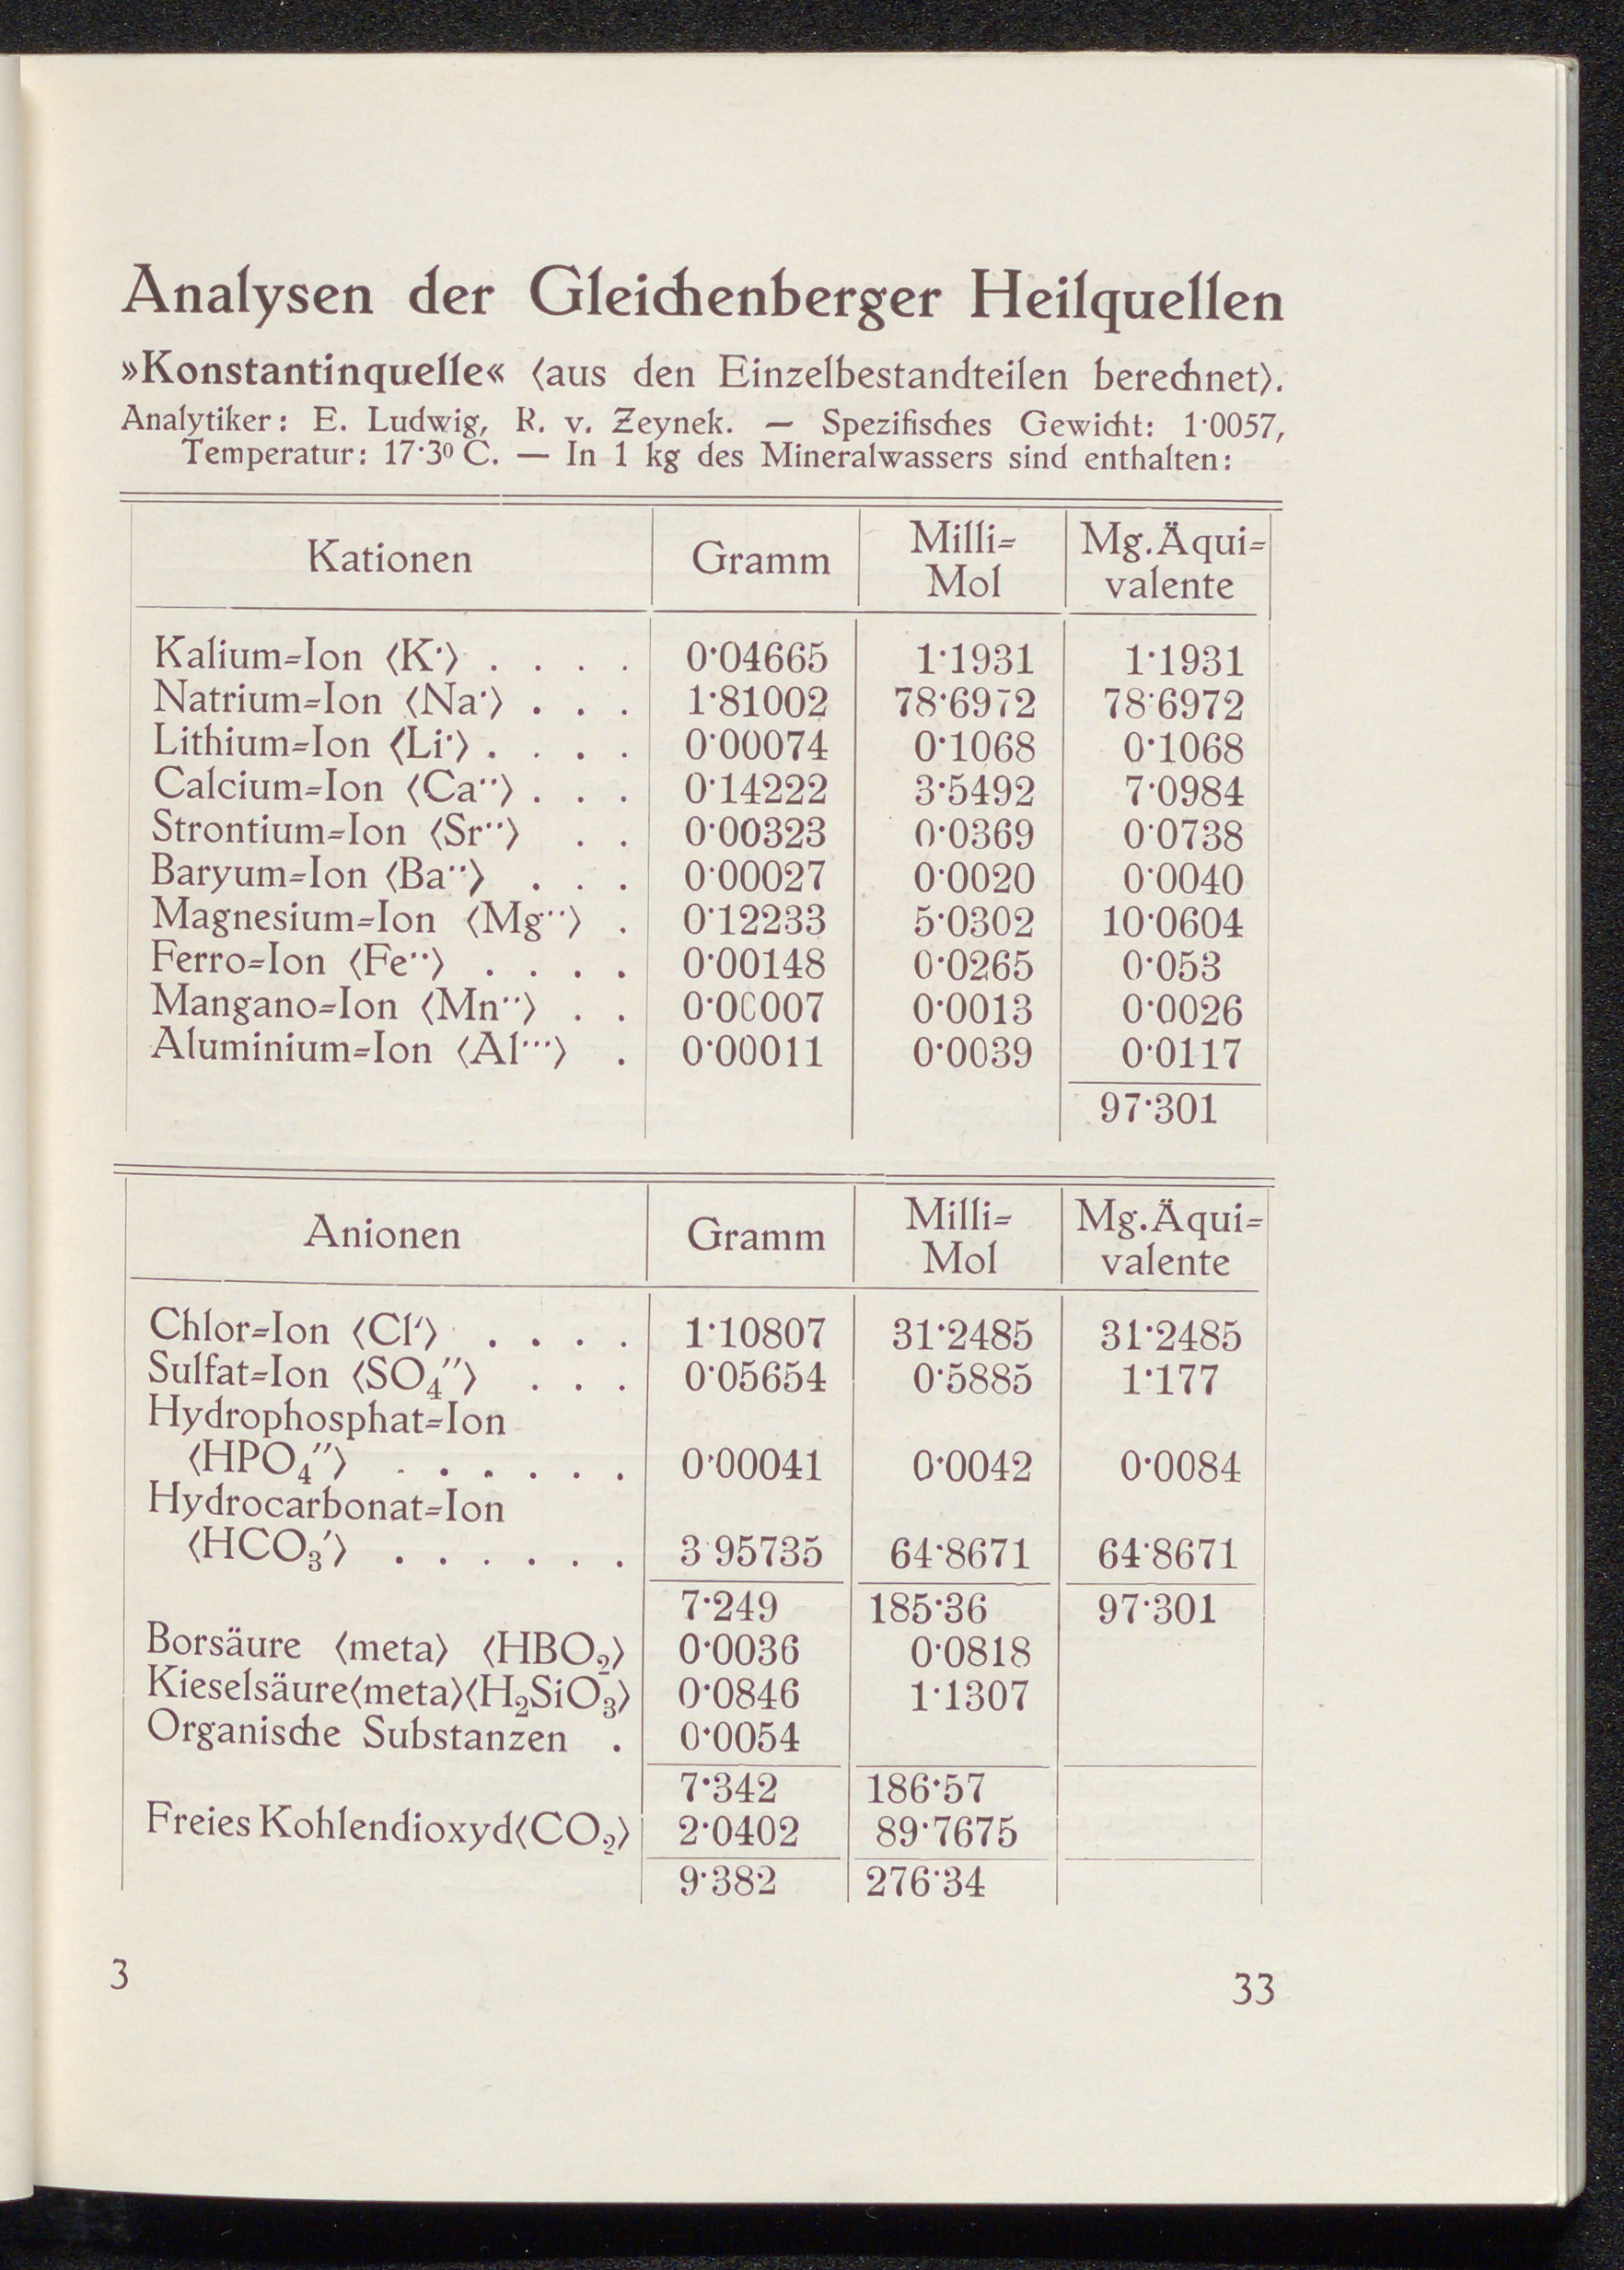 Analysen der Gleichenberger Heilquellen
»Konstantinquelle« ⟨aus den Einzelbestandteilen berechnet⟩.
Analytiker: E. Ludwig, R. v. Zeynek. — Spezifisches Gewicht: 1·0057,
Temperatur: 17·3⁰ C. — In 1 kg des Mineralwassers sind enthalten:
Kationen Gramm Milli= Mol Mg.Äqui= valente
Kalium=Ion ⟨K·⟩ . . . . 0·04665 1·1931 1·1931
Natrium=Ion ⟨Na·⟩ . . . 1·81002 78·6972 78·6972
Lithium=Ion ⟨Li·⟩ . . . . 0·00074 0·1068 0·1068
Calcium=Ion ⟨Ca··⟩ . . . 0·14222 3·5492 7·0984
Strontium=Ion ⟨Sr··⟩ . . 0·00323 0·0369 0·0738
Baryum=Ion ⟨Ba··⟩ . . . 0·00027 0·0020 0·0040
Magnesium=Ion ⟨Mg··⟩ . 0·12233 5·0302 10·0604
Ferro=Ion ⟨Fe··⟩ . . . . 0·00148 0·0265 0·053
Mangano=Ion ⟨Mn··⟩ . . 0·00007 0·0013 0·0026
Aluminium=Ion ⟨Al···⟩ . 0·00011 0·0039 0·0117
97·301
Anionen Gramm Milli= Mol Mg.Äqui= valente
Chlor=Ion ⟨Cl′⟩ . . . . 1·10807 31·2485 31·2485
Sulfat=Ion ⟨SO₄″⟩ . . . 0·05654 0·5885 1·177
Hydrophosphat=Ion
⟨HPO₄″⟩ . . . . . . 0·00041 0·0042 0·0084
Hydrocarbonat=Ion
⟨HCO₃′⟩ . . . . . . 3·95735 64·8671 64·8671
7·249 185·36 97·301
Borsäure ⟨meta⟩ ⟨HBO₂⟩ 0·0036 0·0818
Kieselsäure⟨meta⟩⟨H₂SiO₃⟩ 0·0846 1·1307
Organische Substanzen . 0·0054
7·342 186·57
Freies Kohlendioxyd⟨CO₂⟩ 2·0402 89·7675
9·382 276·34
3 33